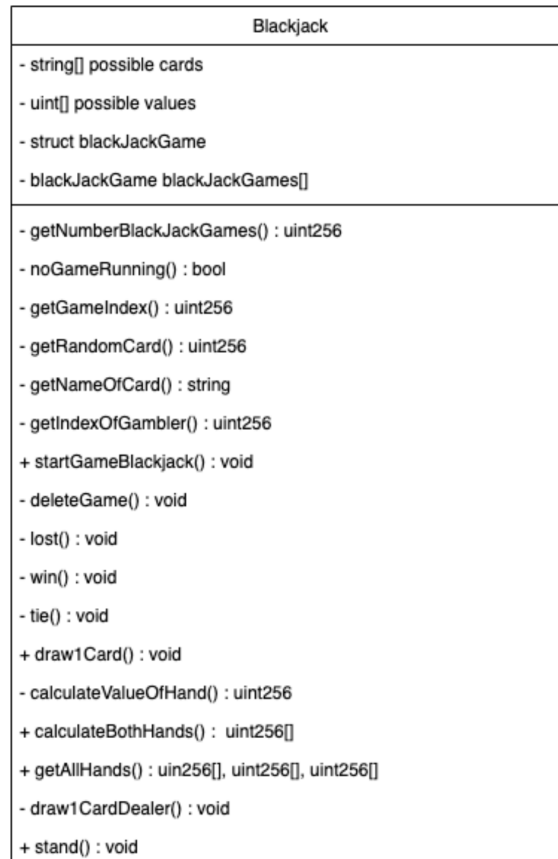 Blackjack
- string[] possible cards
- uint[] possible values
- struct blackJackGame
- blackJackGame blackJackGames[]
- getNumberBlackJackGames() : uint256
- noGameRunning() : bool
- getGameIndex() : uint256
- getRandomCard() : uint256
- getNameOfCard() : string
- getIndexOfGambler() : uint256
+ startGameBlackjack() : void
- deleteGame() : void
- lost() : void
- win() : void
- tie() : void
+ draw1Card() : void
- calculateValueOfHand() : uint256
+ calculateBothHands() :  uint256[]
+ getAllHands() : uin256[], uint256[], uint256[]
- draw1CardDealer() : void
+ stand() : void